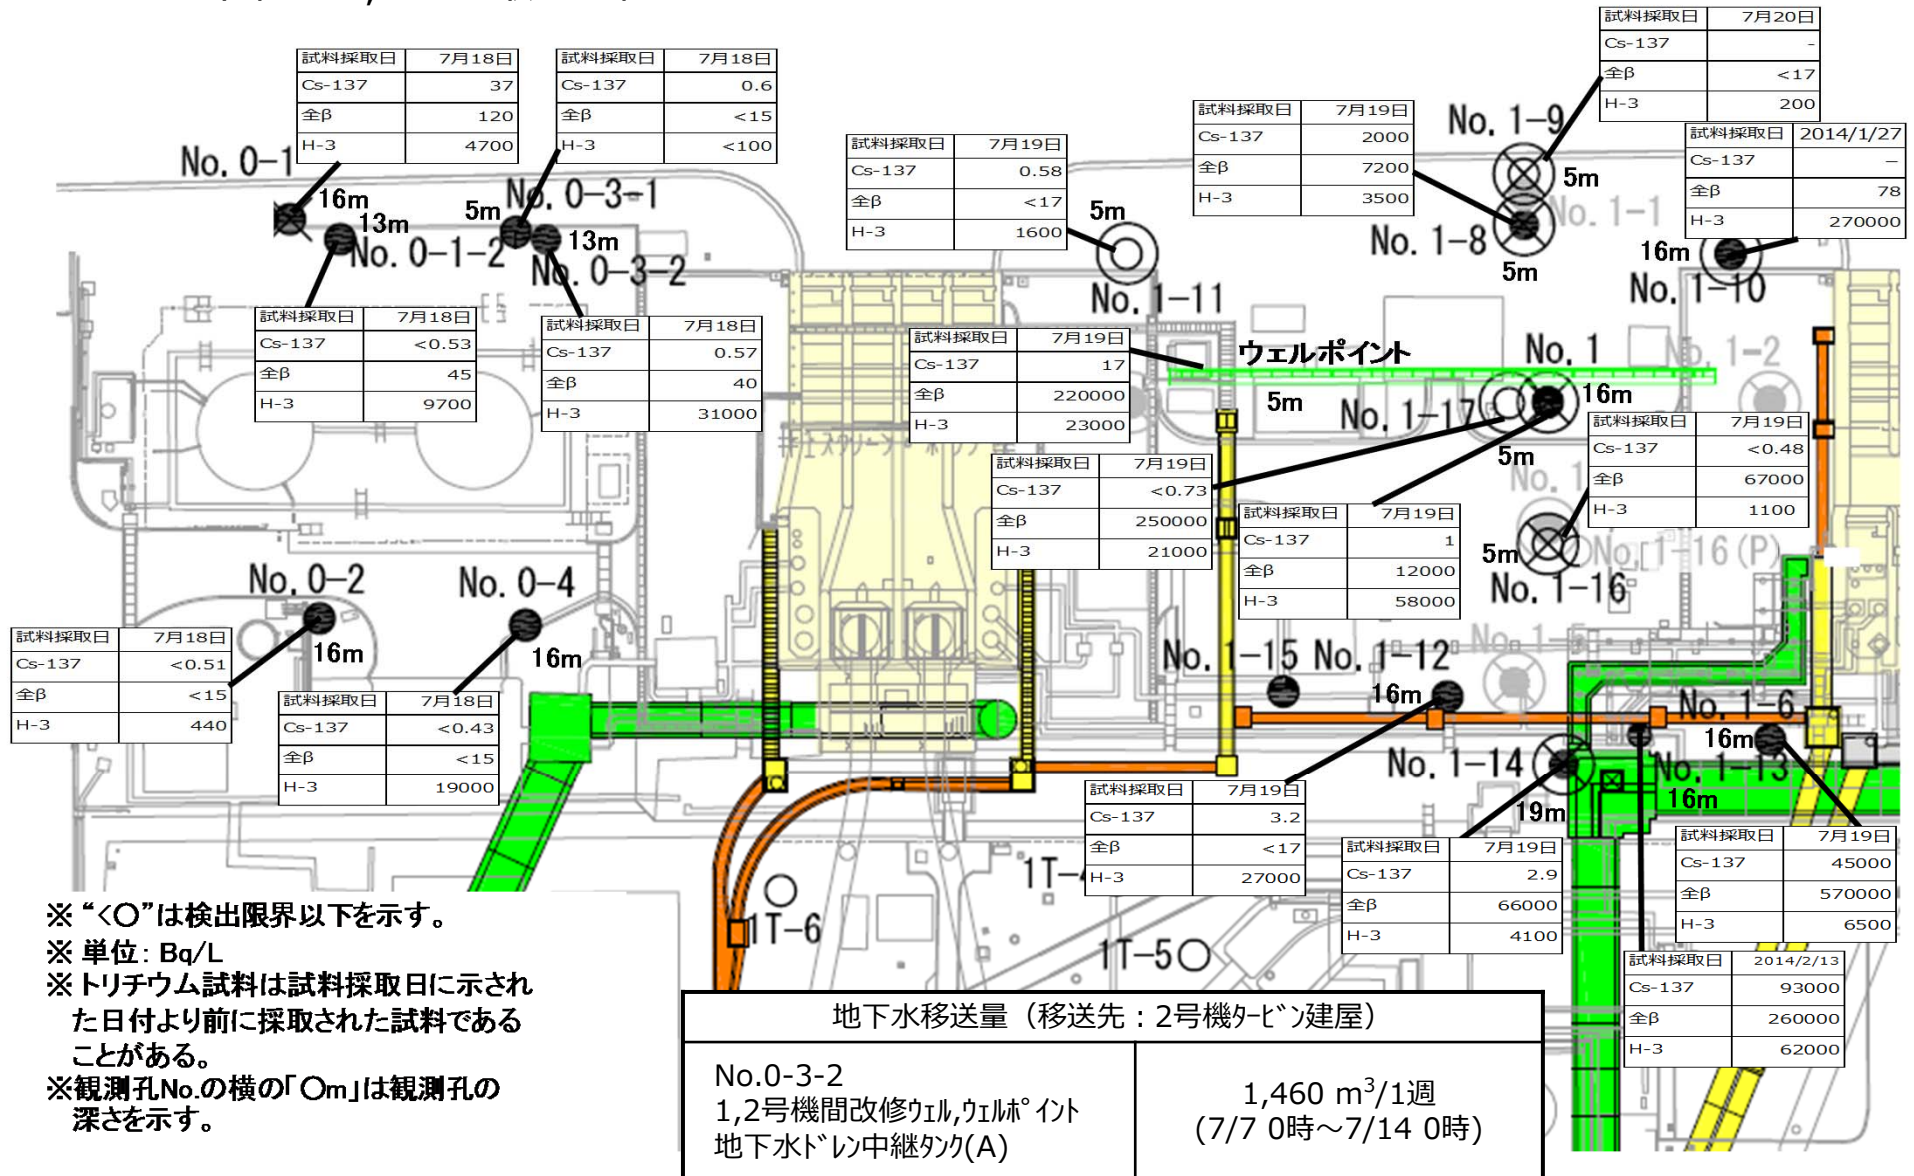 試料採取日 7月20日
Cs-137 -
全β <17
H-3 200
試料採取日 7月18日
Cs-137 37
全β 120
H-3 4700
試料採取日 7月18日
Cs-137 0.6
全β <15
H-3 <100
試料採取日 7月19日
Cs-137 2000
全β 7200
H-3 3500
試料採取日 7月19日
Cs-137 0.58
全β <17
H-3 1600
試料採取日 2014/1/27
Cs-137 −
全β 78
H-3 270000
No. 0-1
16m
13m
No. 0-1-2
5m
No. 0-3-1
13m
No. 0-3-2
5m
No. 1-11
No. 1-9
5m
No. 1-1
No. 1-8
5m
16m
No. 1-10
試料採取日 7月18日
Cs-137 <0.53
全β 45
H-3 9700
試料採取日 7月18日
Cs-137 0.57
全β 40
H-3 31000
試料採取日 7月19日
Cs-137 17
全β 220000
H-3 23000
ウェルポイント
5m
No. 1
16m
No. 1-2
No. 1-17
5m
試料採取日 7月19日
Cs-137 <0.48
全β 67000
H-3 1100
試料採取日 7月19日
Cs-137 <0.73
全β 250000
H-3 21000
試料採取日 7月19日
Cs-137 1
全β 12000
H-3 58000
5m
No. 1-16(P)
No. 1-16
No. 0-2
16m
No. 0-4
16m
No. 1-15
No. 1-12
16m
No. 1-5
No. 1-6
16m
No. 1-14
19m
No. 1-13
16m
試料採取日 7月18日
Cs-137 <0.51
全β <15
H-3 440
試料採取日 7月18日
Cs-137 <0.43
全β <15
H-3 19000
試料採取日 7月19日
Cs-137 3.2
全β <17
H-3 27000
試料採取日 7月19日
Cs-137 2.9
全β 66000
H-3 4100
試料採取日 7月19日
Cs-137 45000
全β 570000
H-3 6500
試料採取日 2014/2/13
Cs-137 93000
全β 260000
H-3 62000
1T-6
1T-4
1T-5
※ “<〇”は検出限界以下を示す。
※ 単位: Bq/L
※ トリチウム試料は試料採取日に示され
た日付より前に採取された試料である
ことがある。
※観測孔No.の横の「〇m」は観測孔の
深さを示す。
地下水移送量（移送先：2号機ﾀｰﾋﾞﾝ建屋）
No.0-3-2
1,2号機間改修ｳｪﾙ,ｳｪﾙﾎﾟｲﾝﾄ
地下水ﾄﾞﾚﾝ中継ﾀﾝｸ(A)
1,460 m³/1週
(7/7 0時～7/14 0時)